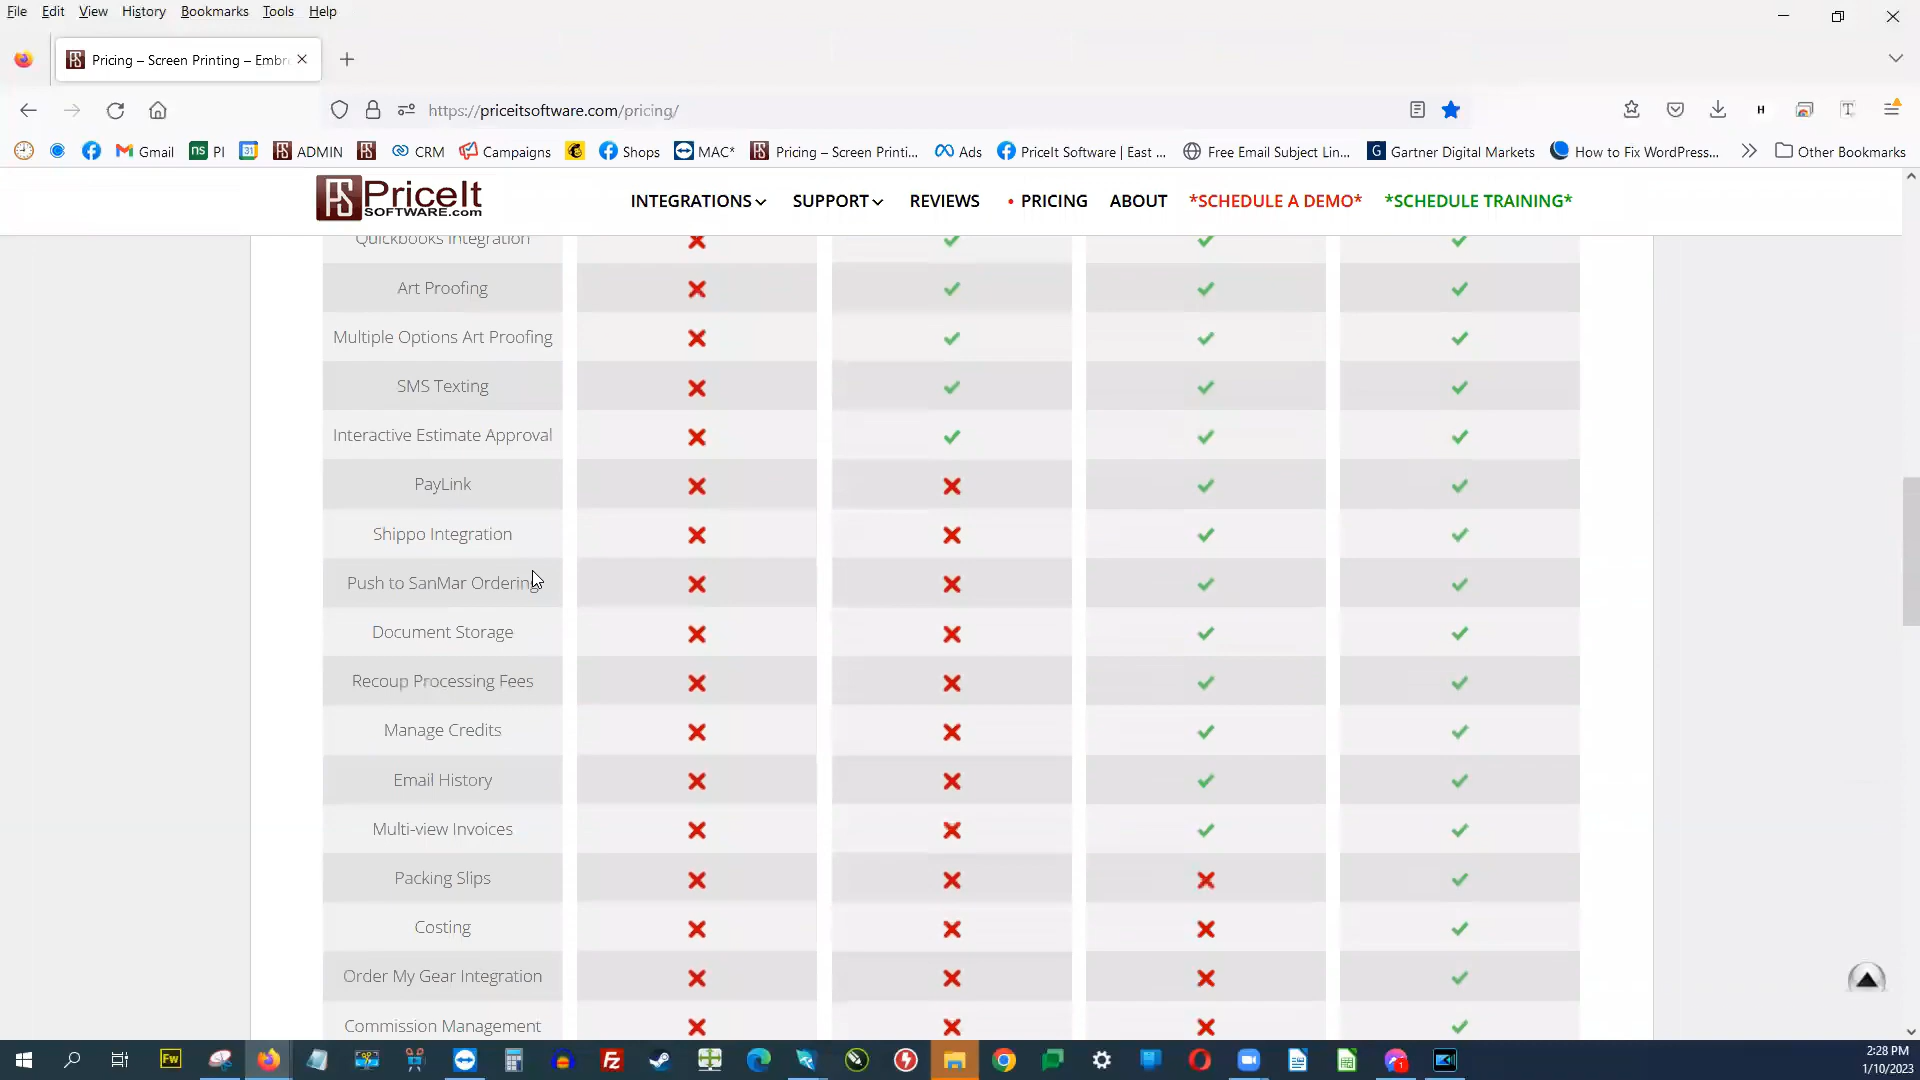 File Edit View History Bookmarks Tools Help
Pricing – Screen Printing – Embr
https://priceitsoftware.com/pricing/
Gmail PI 31 ADMIN CRM Campaigns Shops MAC* Pricing – Screen Printi... Ads PriceIt Software | East ... Free Email Subject Lin... Gartner Digital Markets How to Fix WordPress... Other Bookmarks
PriceIt
SOFTWARE.com
INTEGRATIONS SUPPORT REVIEWS • PRICING ABOUT *SCHEDULE A DEMO* *SCHEDULE TRAINING*
Quickbooks Integration
Art Proofing
Multiple Options Art Proofing
SMS Texting
Interactive Estimate Approval
PayLink
Shippo Integration
Push to SanMar Ordering
Document Storage
Recoup Processing Fees
Manage Credits
Email History
Multi-view Invoices
Packing Slips
Costing
Order My Gear Integration
Commission Management
2:28 PM
1/10/2023